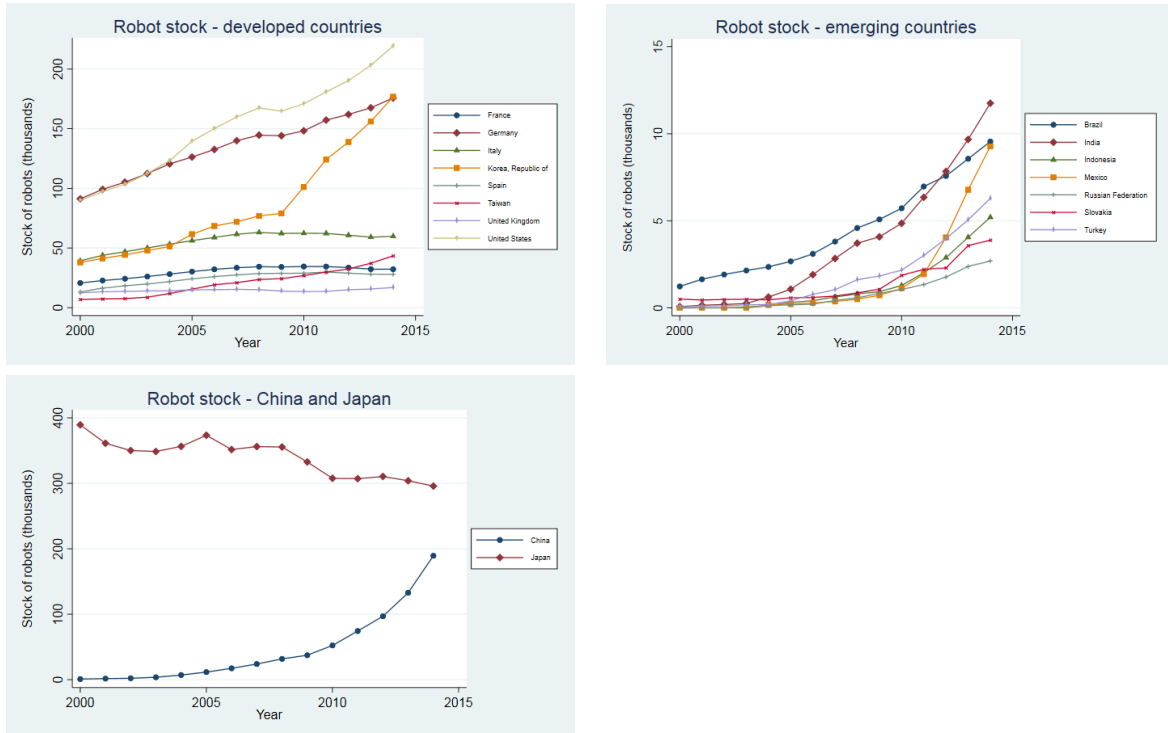 Robot stock - developed countries
Stock of robots (thousands)
200
150
100
50
0
2000 2005 2010 2015
Year
France
Germany
Italy
Korea, Republic of
Spain
Taiwan
United Kingdom
United States
Robot stock - emerging countries
Stock of robots (thousands)
15
10
5
0
2000 2005 2010 2015
Year
Brazil
India
Indonesia
Mexico
Russian Federation
Slovakia
Turkey
Robot stock - China and Japan
Stock of robots (thousands)
400
300
200
100
0
2000 2005 2010 2015
Year
China
Japan